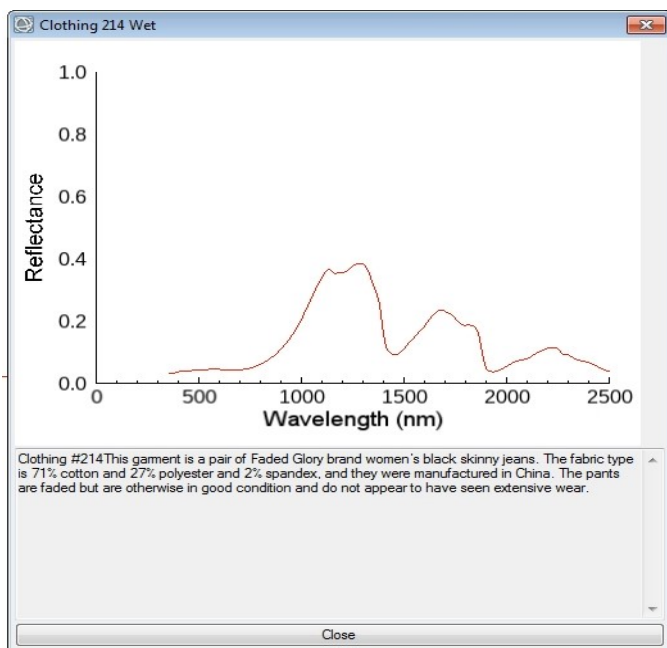 Clothing 214 Wet
1.0
0.8
0.6
0.4
0.2
0.0
Reflectance
0 500 1000 1500 2000 2500
Wavelength (nm)
Clothing #214This garment is a pair of Faded Glory brand women's black skinny jeans. The fabric type
is 71% cotton and 27% polyester and 2% spandex, and they were manufactured in China. The pants
are faded but are otherwise in good condition and do not appear to have seen extensive wear.
Close